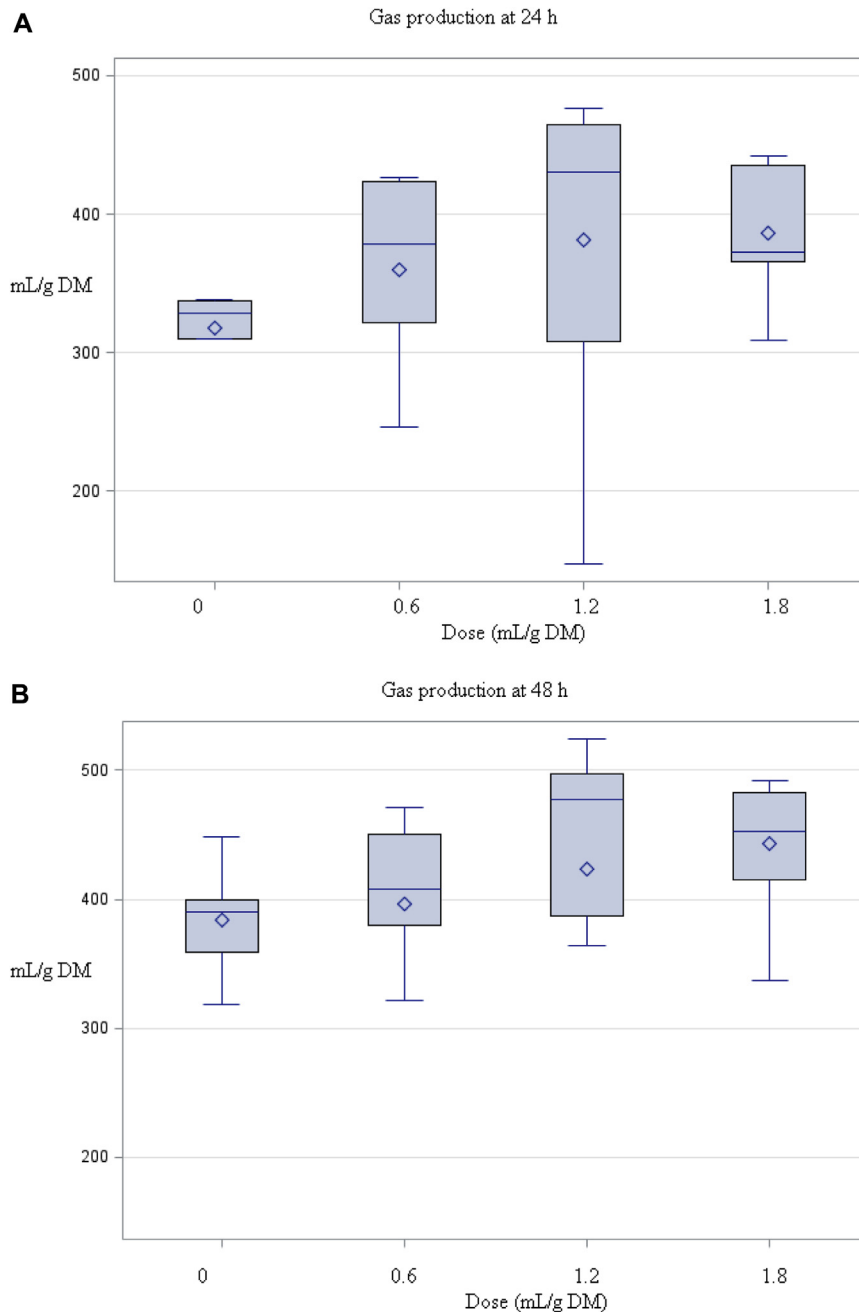 A
Gas production at 24 h
500
400
mL/g DM
300
200
0 0.6 1.2 1.8
Dose (mL/g DM)
B
Gas production at 48 h
500
400
mL/g DM
300
200
0 0.6 1.2 1.8
Dose (mL/g DM)